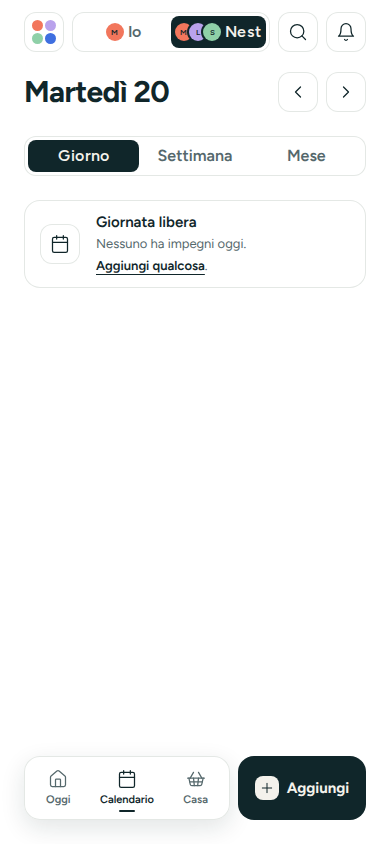 M Io
M L S Nest
Martedì 20
Giorno Settimana Mese
Giornata libera
Nessuno ha impegni oggi.
Aggiungi qualcosa.
Oggi Calendario Casa
Aggiungi